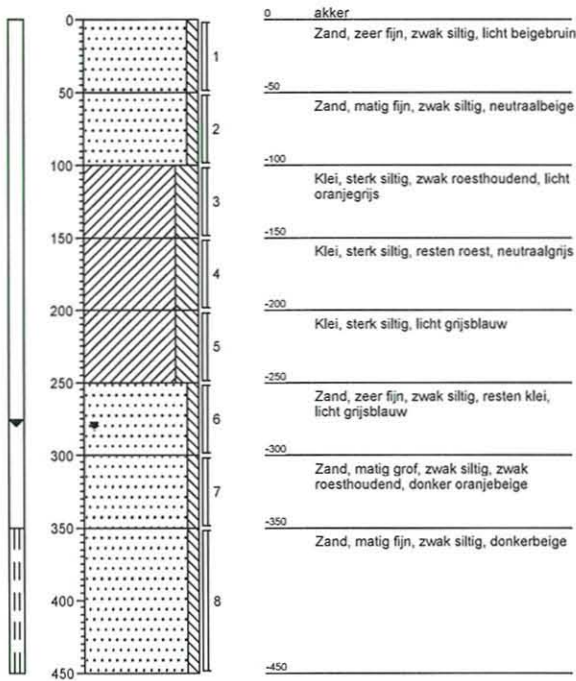 0
50
100
150
200
250
300
350
400
450
1
2
3
4
5
6
7
8
0 akker
Zand, zeer fijn, zwak siltig, licht beigebruin
-50
Zand, matig fijn, zwak siltig, neutraalbeige
-100
Klei, sterk siltig, zwak roesthoudend, licht
oranjegrijs
-150
Klei, sterk siltig, resten roest, neutraalgrijs
-200
Klei, sterk siltig, licht grijsblauw
-250
Zand, zeer fijn, zwak siltig, resten klei,
licht grijsblauw
-300
Zand, matig grof, zwak siltig, zwak
roesthoudend, donker oranjebeige
-350
Zand, matig fijn, zwak siltig, donkerbeige
-450